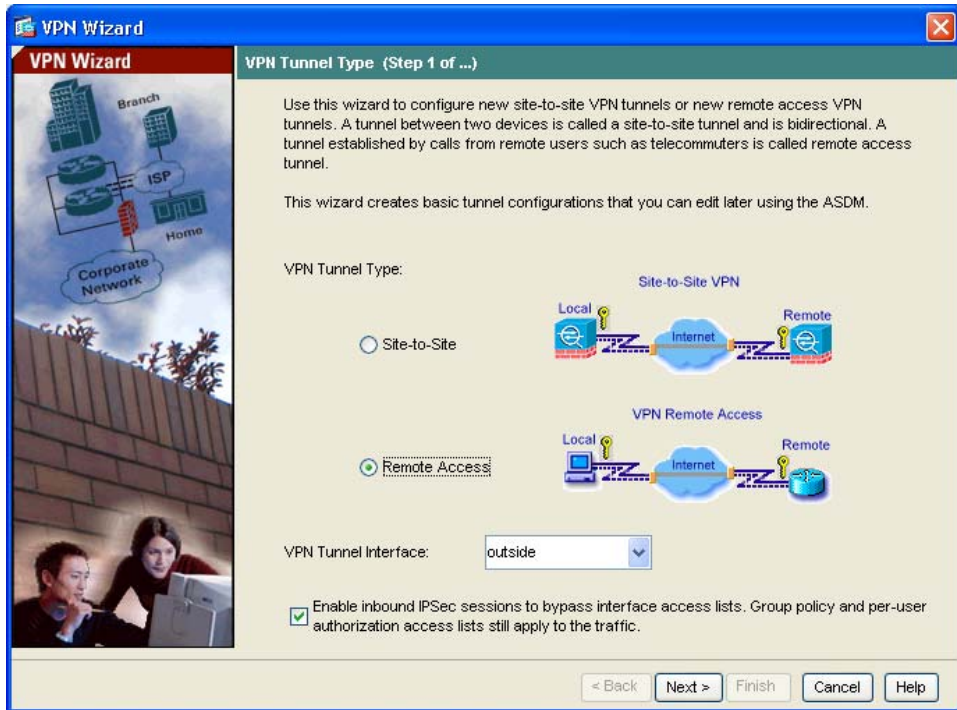 VPN Wizard
VPN Wizard
Branch
ISP
Home
Corporate
Network
VPN Tunnel Type (Step 1 of ...)
Use this wizard to configure new site-to-site VPN tunnels or new remote access VPN
tunnels. A tunnel between two devices is called a site-to-site tunnel and is bidirectional. A
tunnel established by calls from remote users such as telecommuters is called remote access
tunnel.
This wizard creates basic tunnel configurations that you can edit later using the ASDM.
VPN Tunnel Type:
Site-to-Site VPN
Local
Internet
Remote
Site-to-Site
VPN Remote Access
Local
Internet
Remote
Remote Access
VPN Tunnel Interface:
outside
Enable inbound IPSec sessions to bypass interface access lists. Group policy and per-user
authorization access lists still apply to the traffic.
< Back
Next >
Finish
Cancel
Help